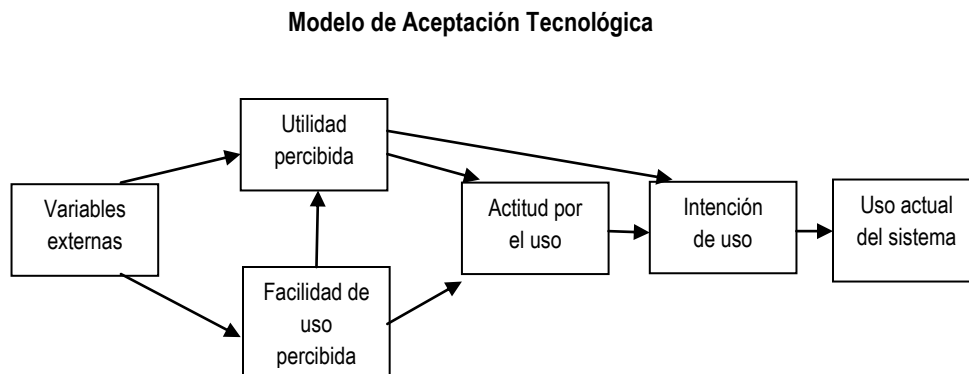 Modelo de Aceptación Tecnológica
Utilidad
percibida
Variables
externas
Facilidad de
uso
percibida
Actitud por
el uso
Intención
de uso
Uso actual
del sistema